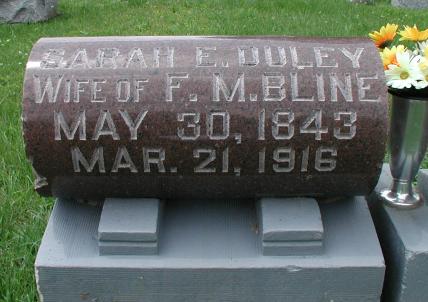 SARAH E. DULEY
WIFE OF F. M. BLINE
MAY 30, 1843
MAR. 21, 1916